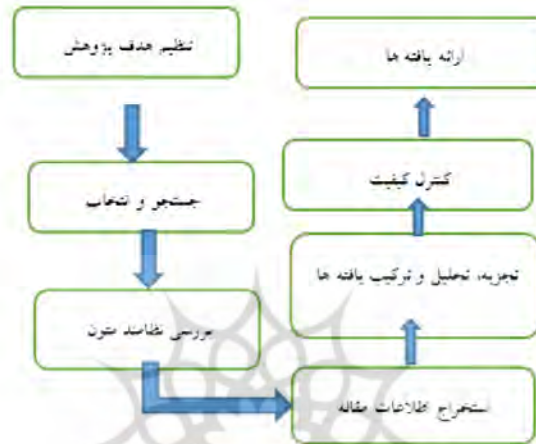 تنظیم هدف پژوهش
جستجو و انتخاب
بررسی نظامند متون
استخراج اطلاعات مقاله
تجزیه، تحلیل و ترکیب یافته ها
کنترل کیفیت
ارائه یافته ها